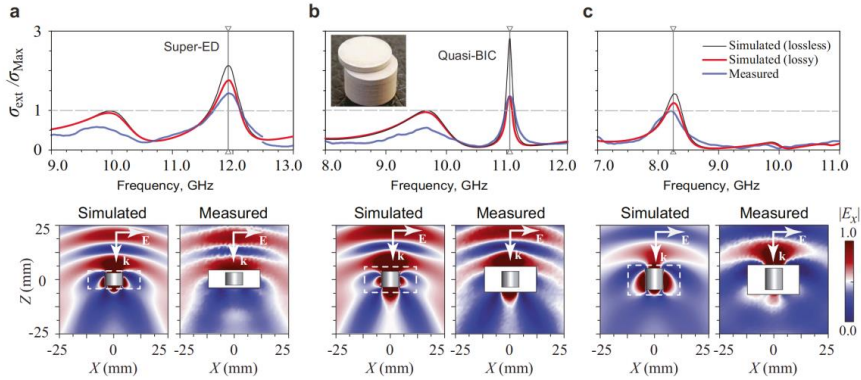 a b c
3
2
1
0
σext /σMax
Super-ED
Quasi-BIC
Simulated (lossless)
Simulated (lossy)
Measured
9.0 10.0 11.0 12.0 13.0
8.0 9.0 10.0 11.0 12.0
7.0 8.0 9.0 10.0 11.0
Frequency, GHz Frequency, GHz Frequency, GHz
Simulated Measured Simulated Measured Simulated Measured
|Ex|
1.0
0.0
25
0
-25
Z (mm)
E E E E E E
k k k k k k
-25 0 25 -25 0 25 -25 0 25 -25 0 25 -25 0 25 -25 0 25
X (mm) X (mm) X (mm) X (mm) X (mm) X (mm)